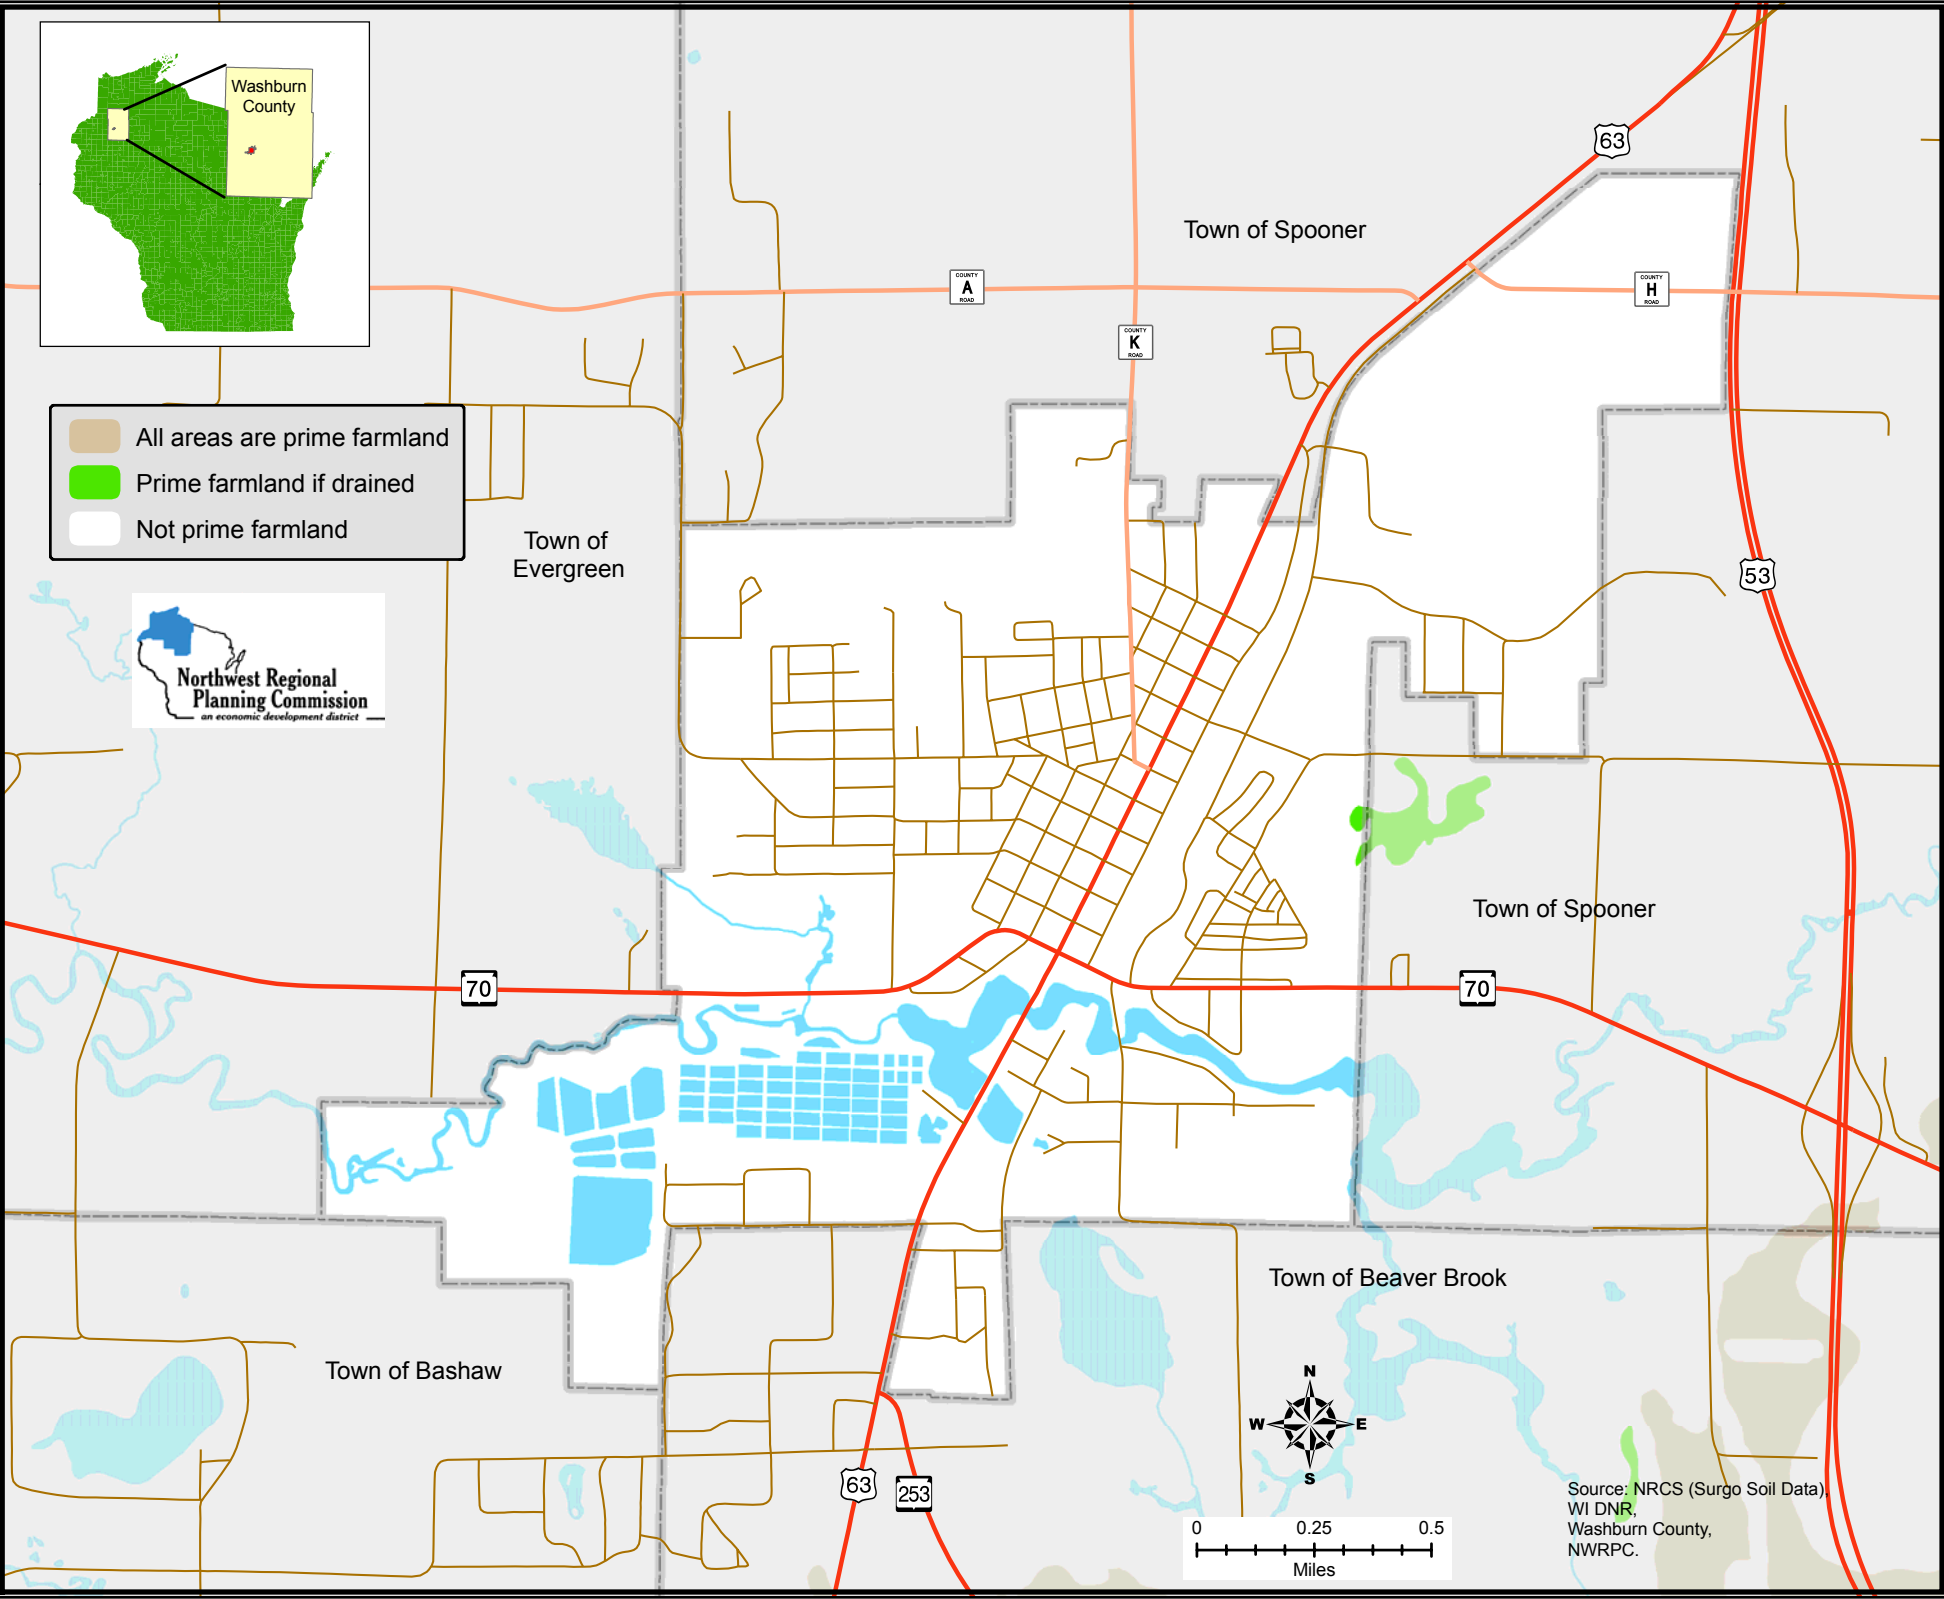 Washburn
County
63
Town of Spooner
COUNTY
A
ROAD
COUNTY
H
ROAD
COUNTY
K
ROAD
All areas are prime farmland
Prime farmland if drained
Not prime farmland
Town of
Evergreen
53
Northwest Regional
Planning Commission
an economic development district
Town of Spooner
70
70
Town of Beaver Brook
Town of Bashaw
N
W
E
S
63
253
Source: NRCS (Surgo Soil Data),
WI DNR,
Washburn County,
NWRPC.
0 0.25 0.5
Miles